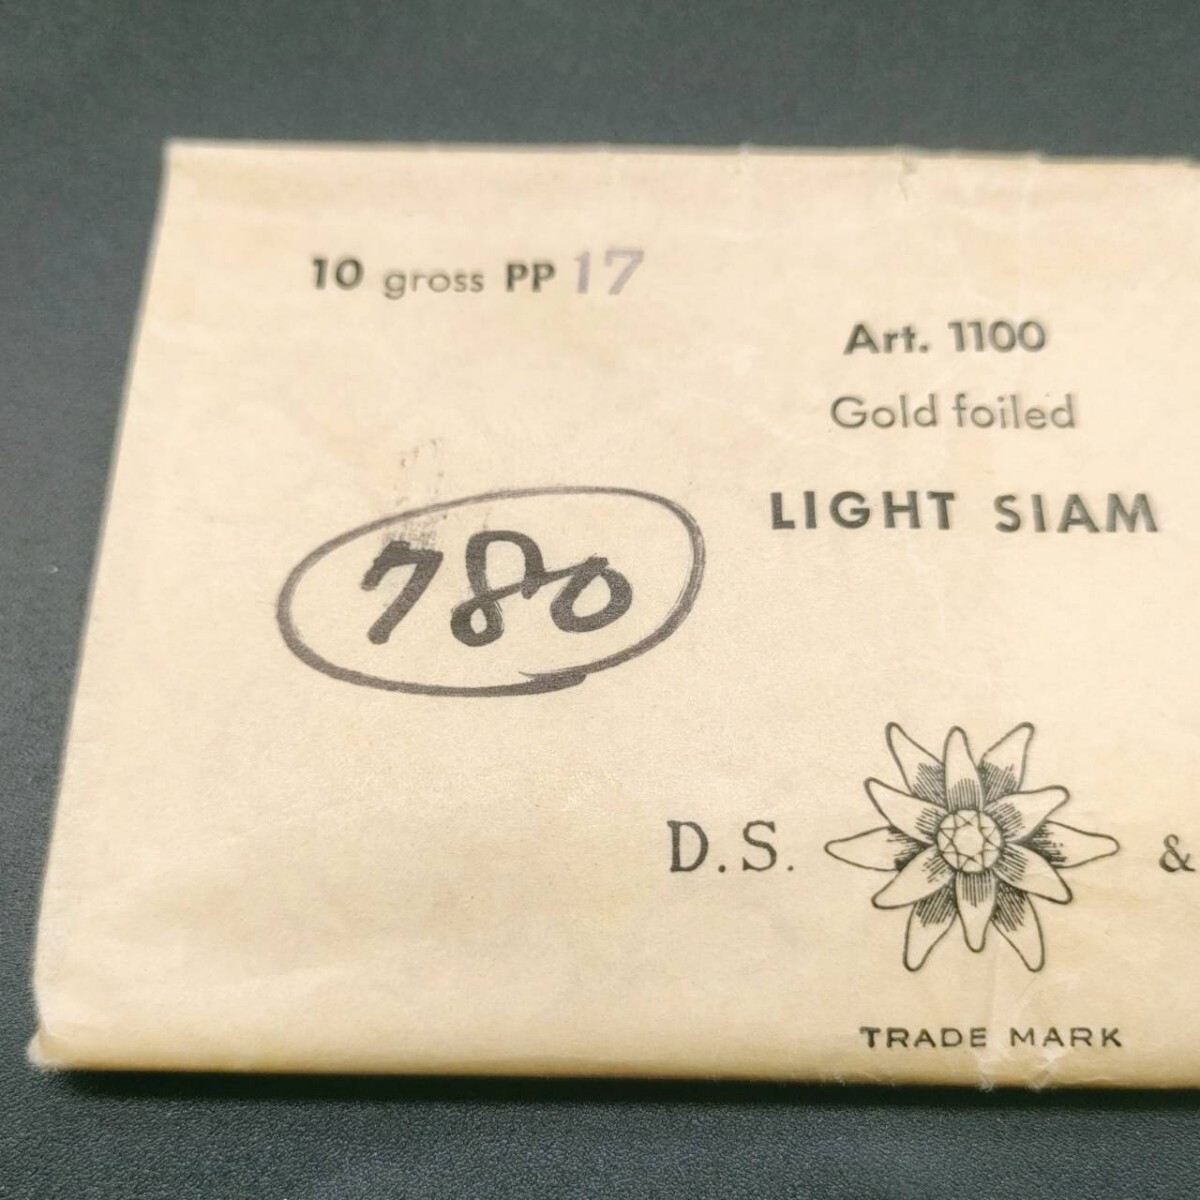 10 gross PP 17
Art. 1100
Gold foiled
LIGHT SIAM
780
D.S. &
TRADE MARK